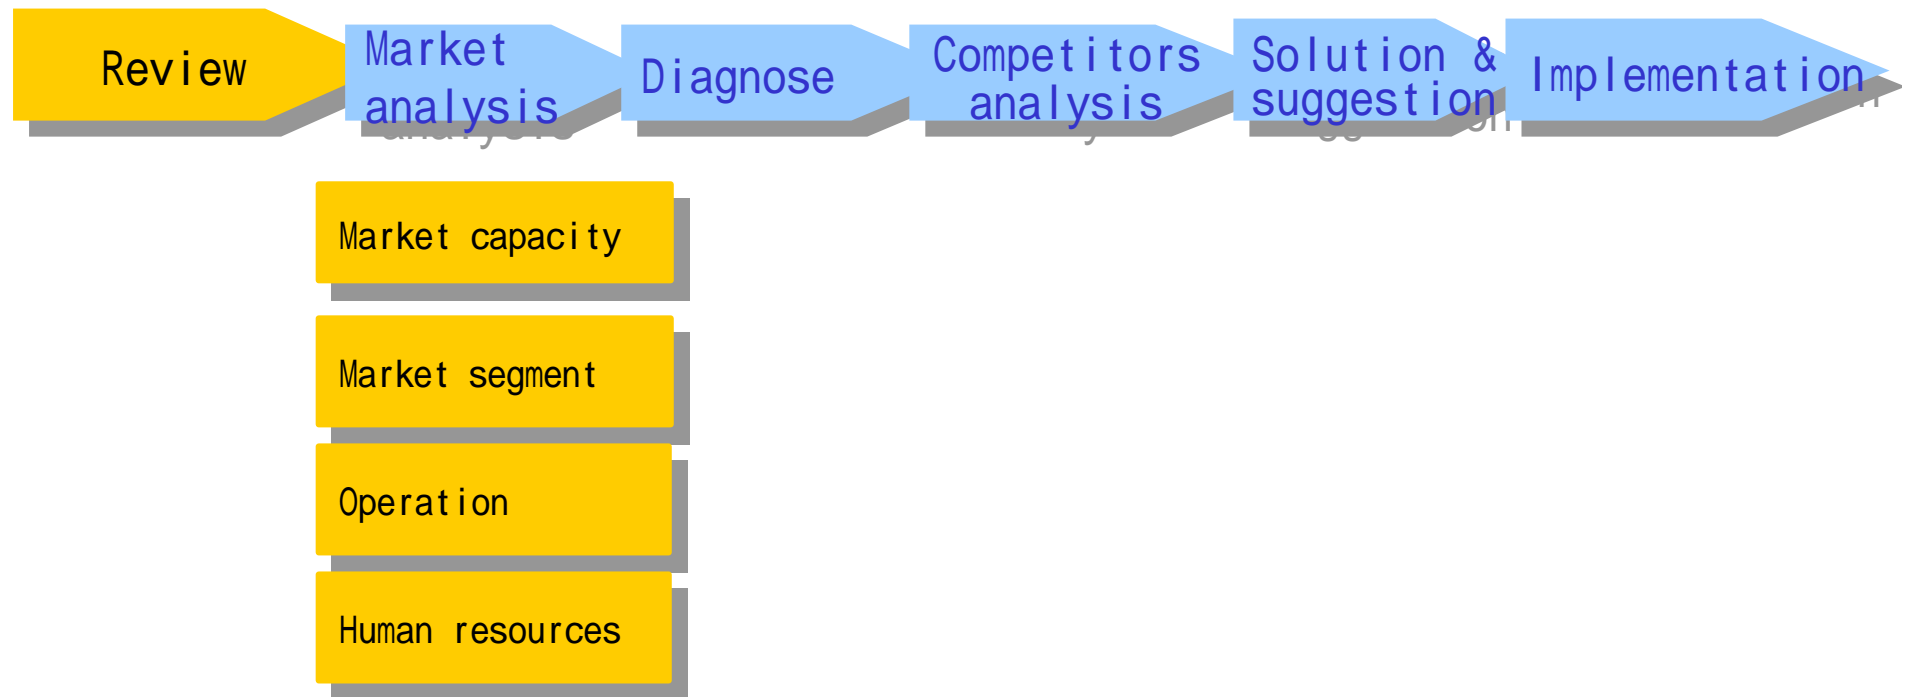 Review
Market
analysis
Diagnose
Competitors
analysis
Solution &
suggestion
Implementation
Market capacity
Market segment
Operation
Human resources